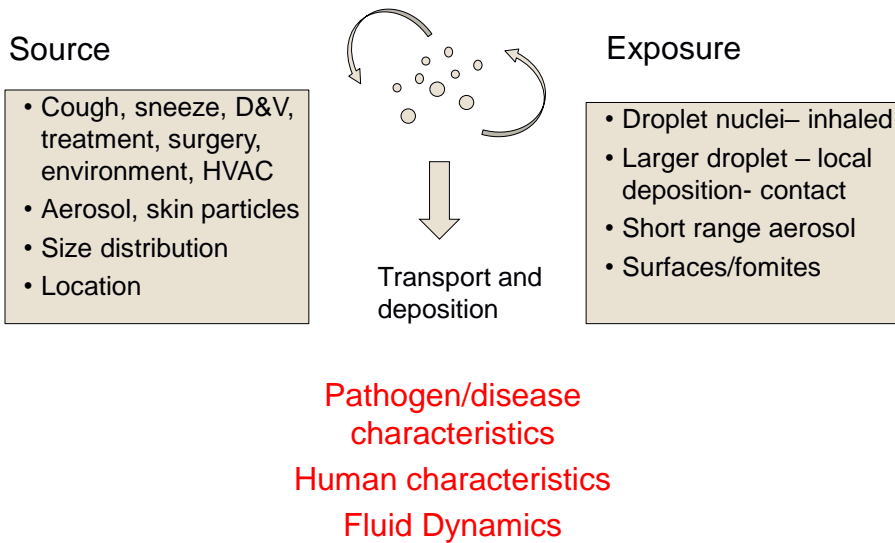 Source
• Cough, sneeze, D&V,
treatment, surgery,
environment, HVAC
• Aerosol, skin particles
• Size distribution
• Location
Transport and
deposition
Exposure
• Droplet nuclei– inhaled
• Larger droplet – local
deposition- contact
• Short range aerosol
• Surfaces/fomites
Pathogen/disease
characteristics
Human characteristics
Fluid Dynamics